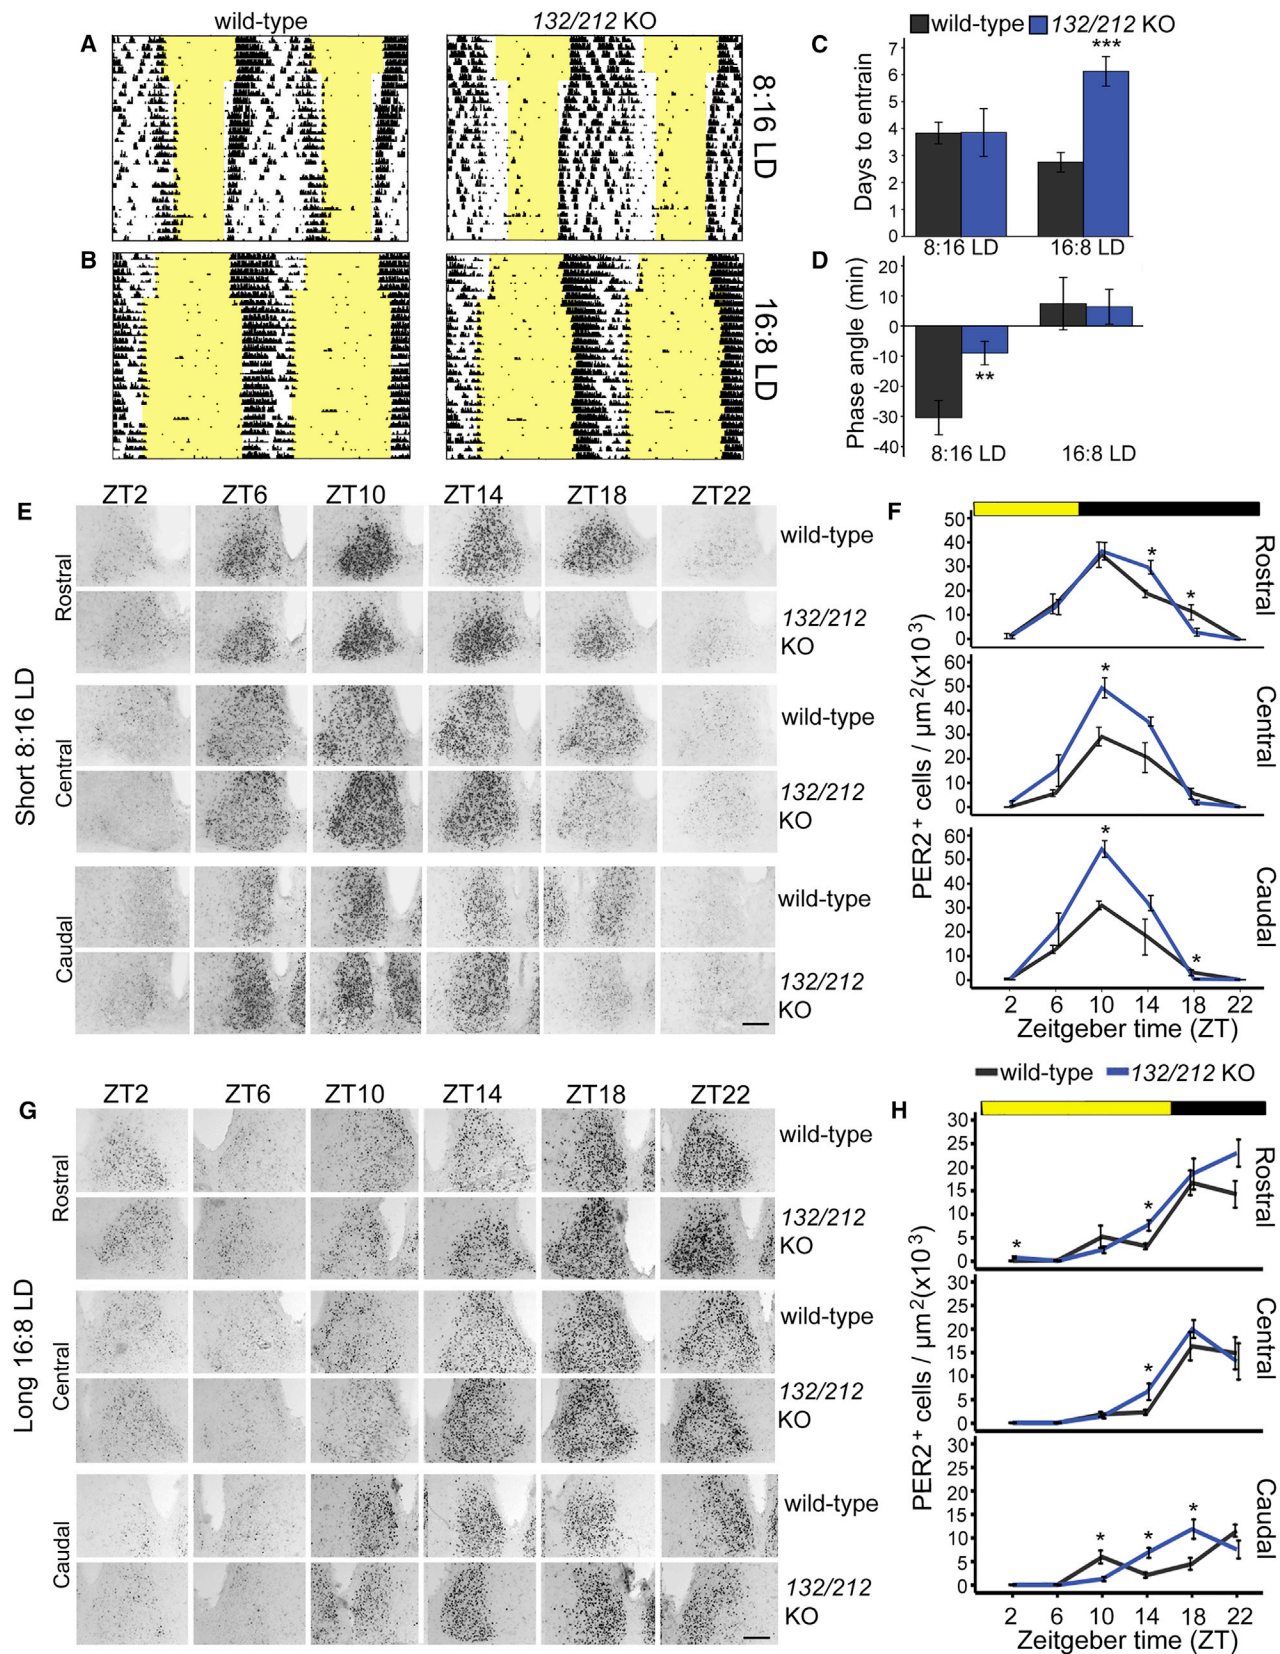 wild-type 132/212 KO
A
8:16 LD
B
16:8 LD
wild-type 132/212 KO
C
Days to entrain
7
6
5
4
3
2
1
0
***
8:16 LD 16:8 LD
D
Phase angle (min)
20
10
0
-10
-20
-30
-40
**
8:16 LD 16:8 LD
E
ZT2 ZT6 ZT10 ZT14 ZT18 ZT22
Short 8:16 LD
Rostral
wild-type
132/212
KO
Central
wild-type
132/212
KO
Caudal
wild-type
132/212
KO
F
PER2+ cells / µm2(x10 3)
50
40
30
20
10
0
*
*
Rostral
60
50
40
30
20
10
0
*
Central
60
50
40
30
20
10
0
*
*
Caudal
2 6 10 14 18 22
Zeitgeber time (ZT)
wild-type 132/212 KO
G
ZT2 ZT6 ZT10 ZT14 ZT18 ZT22
Long 16:8 LD
Rostral
wild-type
132/212
KO
Central
wild-type
132/212
KO
Caudal
wild-type
132/212
KO
H
PER2+ cells / µm2(x10 3)
30
25
20
15
10
5
0
*
*
Rostral
30
25
20
15
10
5
0
*
Central
30
25
20
15
10
5
0
*
*
*
Caudal
2 6 10 14 18 22
Zeitgeber time (ZT)